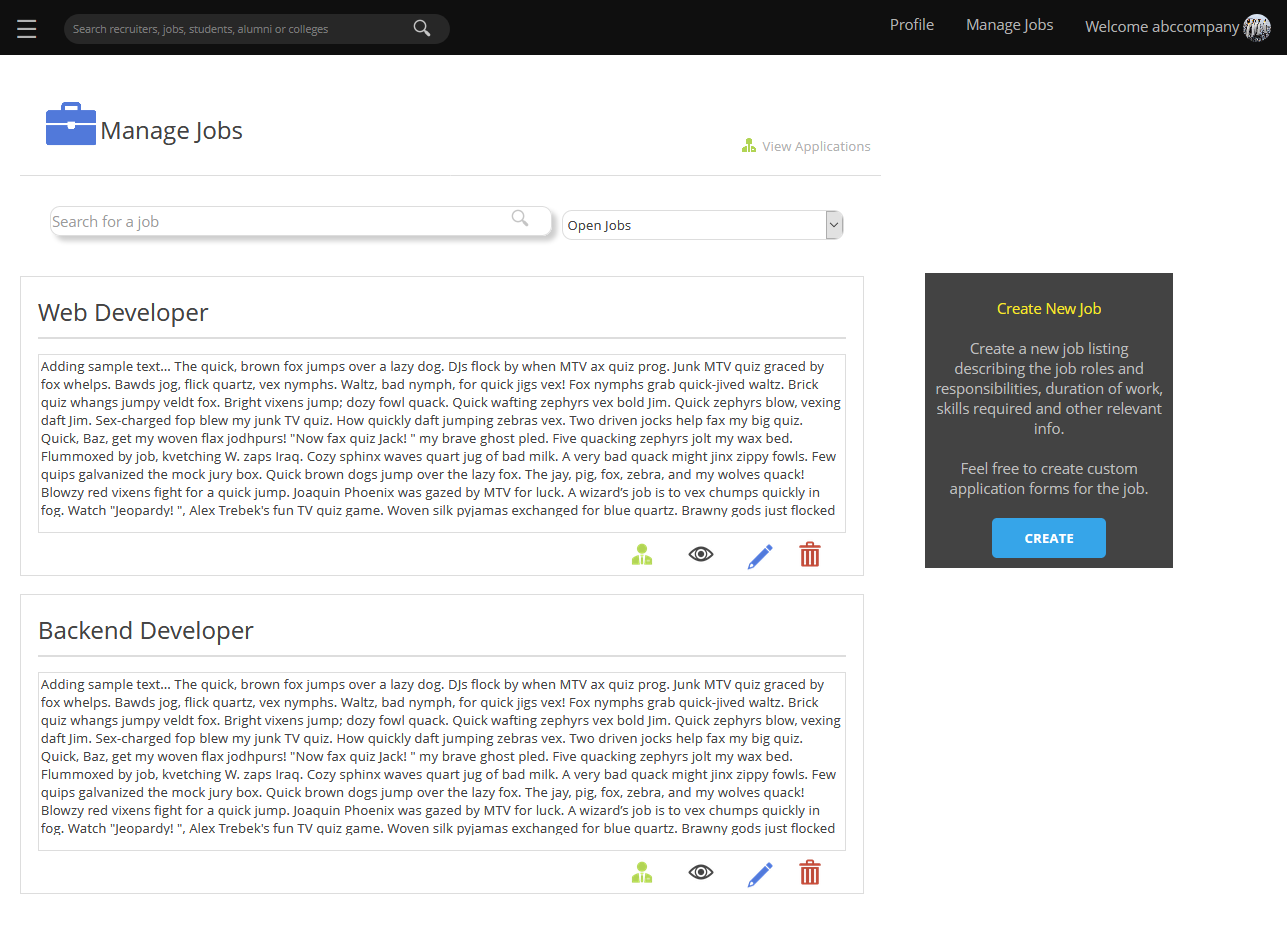 Search recruiters, jobs, students, alumni or colleges
Profile
Manage Jobs
Welcome abccompany
Manage Jobs
View Applications
Search for a job
Open Jobs
Web Developer
Adding sample text... The quick, brown fox jumps over a lazy dog. DJs flock by when MTV ax quiz prog. Junk MTV quiz graced by
fox whelps. Bawds jog, flick quartz, vex nymphs. Waltz, bad nymph, for quick jigs vex! Fox nymphs grab quick-jived waltz. Brick
quiz whangs jumpy veldt fox. Bright vixens jump; dozy fowl quack. Quick wafting zephyrs vex bold Jim. Quick zephyrs blow, vexing
daft Jim. Sex-charged fop blew my junk TV quiz. How quickly daft jumping zebras vex. Two driven jocks help fax my big quiz.
Quick, Baz, get my woven flax jodhpurs! "Now fax quiz Jack! " my brave ghost pled. Five quacking zephyrs jolt my wax bed.
Flummoxed by job, kvetching W. zaps Iraq. Cozy sphinx waves quart jug of bad milk. A very bad quack might jinx zippy fowls. Few
quips galvanized the mock jury box. Quick brown dogs jump over the lazy fox. The jay, pig, fox, zebra, and my wolves quack!
Blowzy red vixens fight for a quick jump. Joaquin Phoenix was gazed by MTV for luck. A wizard’s job is to vex chumps quickly in
fog. Watch "Jeopardy! ", Alex Trebek's fun TV quiz game. Woven silk pyjamas exchanged for blue quartz. Brawny gods just flocked
Create New Job
Create a new job listing
describing the job roles and
responsibilities, duration of work,
skills required and other relevant
info.
Feel free to create custom
application forms for the job.
CREATE
Backend Developer
Adding sample text... The quick, brown fox jumps over a lazy dog. DJs flock by when MTV ax quiz prog. Junk MTV quiz graced by
fox whelps. Bawds jog, flick quartz, vex nymphs. Waltz, bad nymph, for quick jigs vex! Fox nymphs grab quick-jived waltz. Brick
quiz whangs jumpy veldt fox. Bright vixens jump; dozy fowl quack. Quick wafting zephyrs vex bold Jim. Quick zephyrs blow, vexing
daft Jim. Sex-charged fop blew my junk TV quiz. How quickly daft jumping zebras vex. Two driven jocks help fax my big quiz.
Quick, Baz, get my woven flax jodhpurs! "Now fax quiz Jack! " my brave ghost pled. Five quacking zephyrs jolt my wax bed.
Flummoxed by job, kvetching W. zaps Iraq. Cozy sphinx waves quart jug of bad milk. A very bad quack might jinx zippy fowls. Few
quips galvanized the mock jury box. Quick brown dogs jump over the lazy fox. The jay, pig, fox, zebra, and my wolves quack!
Blowzy red vixens fight for a quick jump. Joaquin Phoenix was gazed by MTV for luck. A wizard’s job is to vex chumps quickly in
fog. Watch "Jeopardy! ", Alex Trebek's fun TV quiz game. Woven silk pyjamas exchanged for blue quartz. Brawny gods just flocked